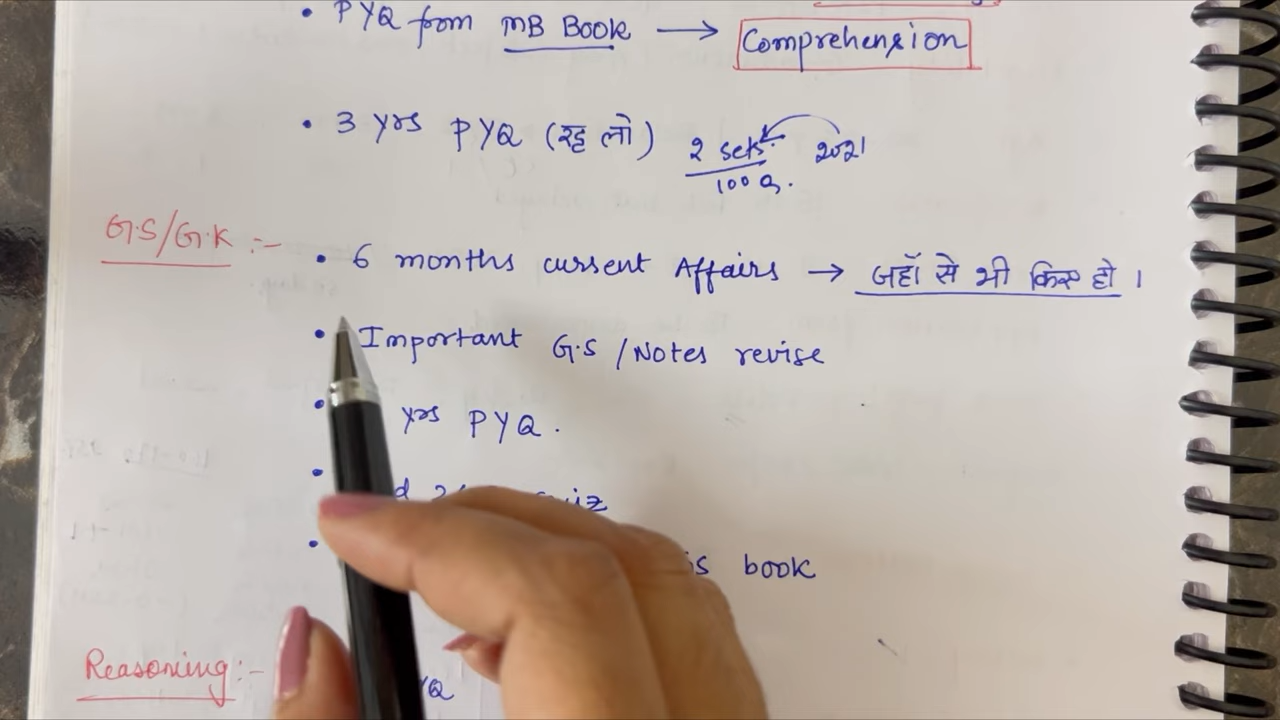 • PYQ from MB Book → Comprehension
• 3 yrs PYQ (रट्ट लो) 2 sets 2021
100 Q.
G.S/G.K :-
• 6 months current Affairs → जहाँ से भी किए हो ।
• Important G.S / Notes revise
• yrs PYQ.
• Quiz
• book
Reasoning :-